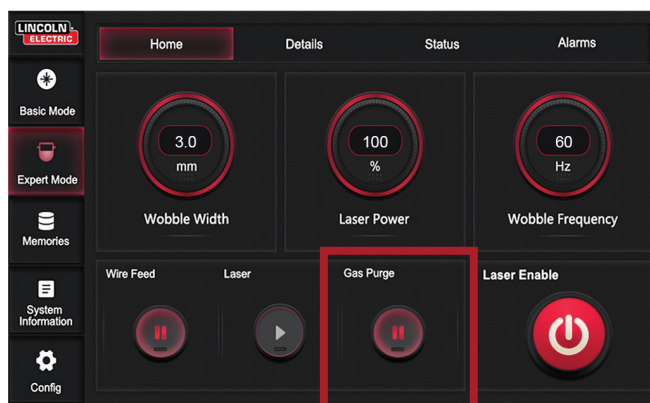 LINCOLN
ELECTRIC
Home
Details
Status
Alarms
Basic Mode
Expert Mode
Memories
System
Information
Config
3.0
mm
Wobble Width
100
%
Laser Power
60
Hz
Wobble Frequency
Wire Feed
Laser
Gas Purge
Laser Enable